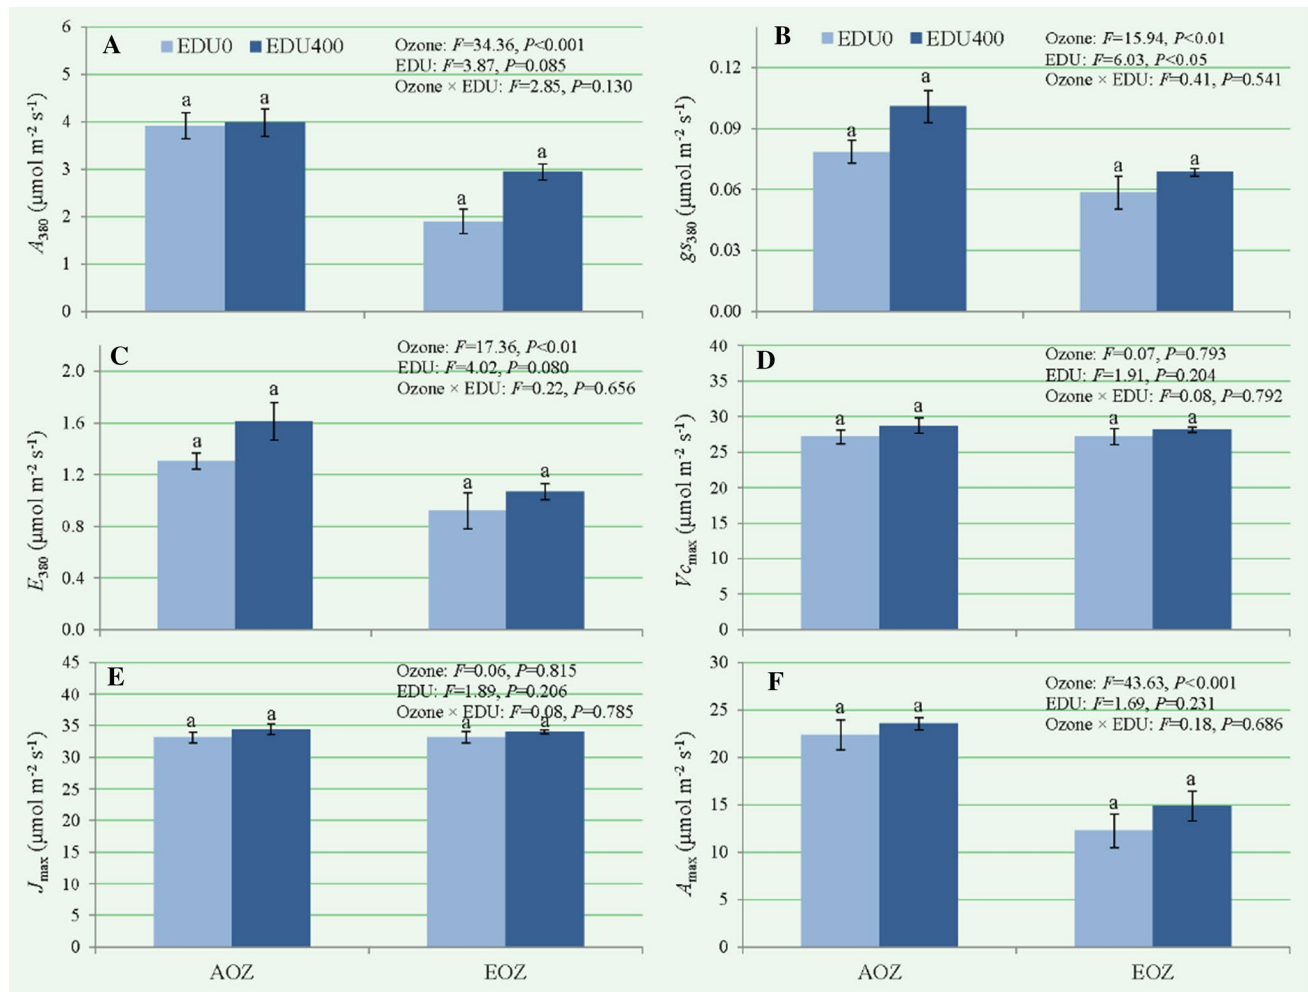 A
EDU0
EDU400
Ozone: F=34.36, P<0.001
EDU: F=3.87, P=0.085
Ozone × EDU: F=2.85, P=0.130
6
5
4
3
2
1
0
A380 (µmol m-2 s-1)
a
a
a
a
B
EDU0
EDU400
Ozone: F=15.94, P<0.01
EDU: F=6.03, P<0.05
Ozone × EDU: F=0.41, P=0.541
0.12
0.09
0.06
0.03
0.00
gs380 (µmol m-2 s-1)
a
a
a
a
C
Ozone: F=17.36, P<0.01
EDU: F=4.02, P=0.080
Ozone × EDU: F=0.22, P=0.656
2.0
1.6
1.2
0.8
0.4
0.0
E380 (µmol m-2 s-1)
a
a
a
a
D
Ozone: F=0.07, P=0.793
EDU: F=1.91, P=0.204
Ozone × EDU: F=0.08, P=0.792
40
35
30
25
20
15
10
5
0
Vcmax (µmol m-2 s-1)
a
a
a
a
E
Ozone: F=0.06, P=0.815
EDU: F=1.89, P=0.206
Ozone × EDU: F=0.08, P=0.785
45
40
35
30
25
20
15
10
5
0
Jmax (µmol m-2 s-1)
a
a
a
a
AOZ
EOZ
F
Ozone: F=43.63, P<0.001
EDU: F=1.69, P=0.231
Ozone × EDU: F=0.18, P=0.686
30
25
20
15
10
5
0
Amax (µmol m-2 s-1)
a
a
a
a
AOZ
EOZ